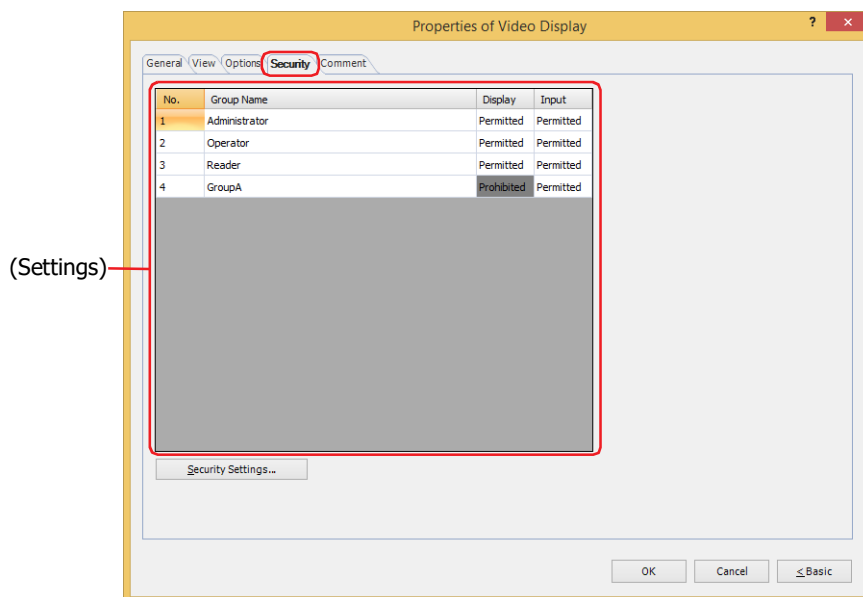 Properties of Video Display
?
×
General View Options Security Comment
No. Group Name Display Input
1 Administrator Permitted Permitted
2 Operator Permitted Permitted
3 Reader Permitted Permitted
4 GroupA Prohibited Permitted
(Settings)
Security Settings...
OK Cancel < Basic